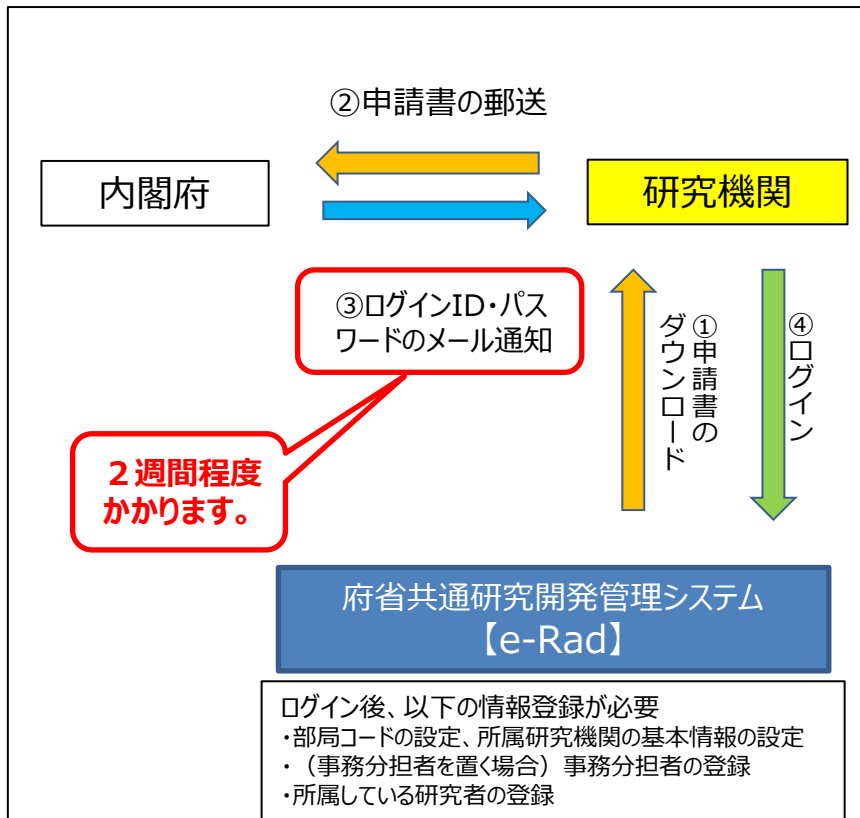 ②申請書の郵送
内閣府
研究機関
③ログインID・パス
ワードのメール通知
①申請書の
ダウンロード
④ログイン
２週間程度
かかります。
府省共通研究開発管理システム
【e-Rad】
ログイン後、以下の情報登録が必要
・部局コードの設定、所属研究機関の基本情報の設定
・（事務分担者を置く場合）事務分担者の登録
・所属している研究者の登録